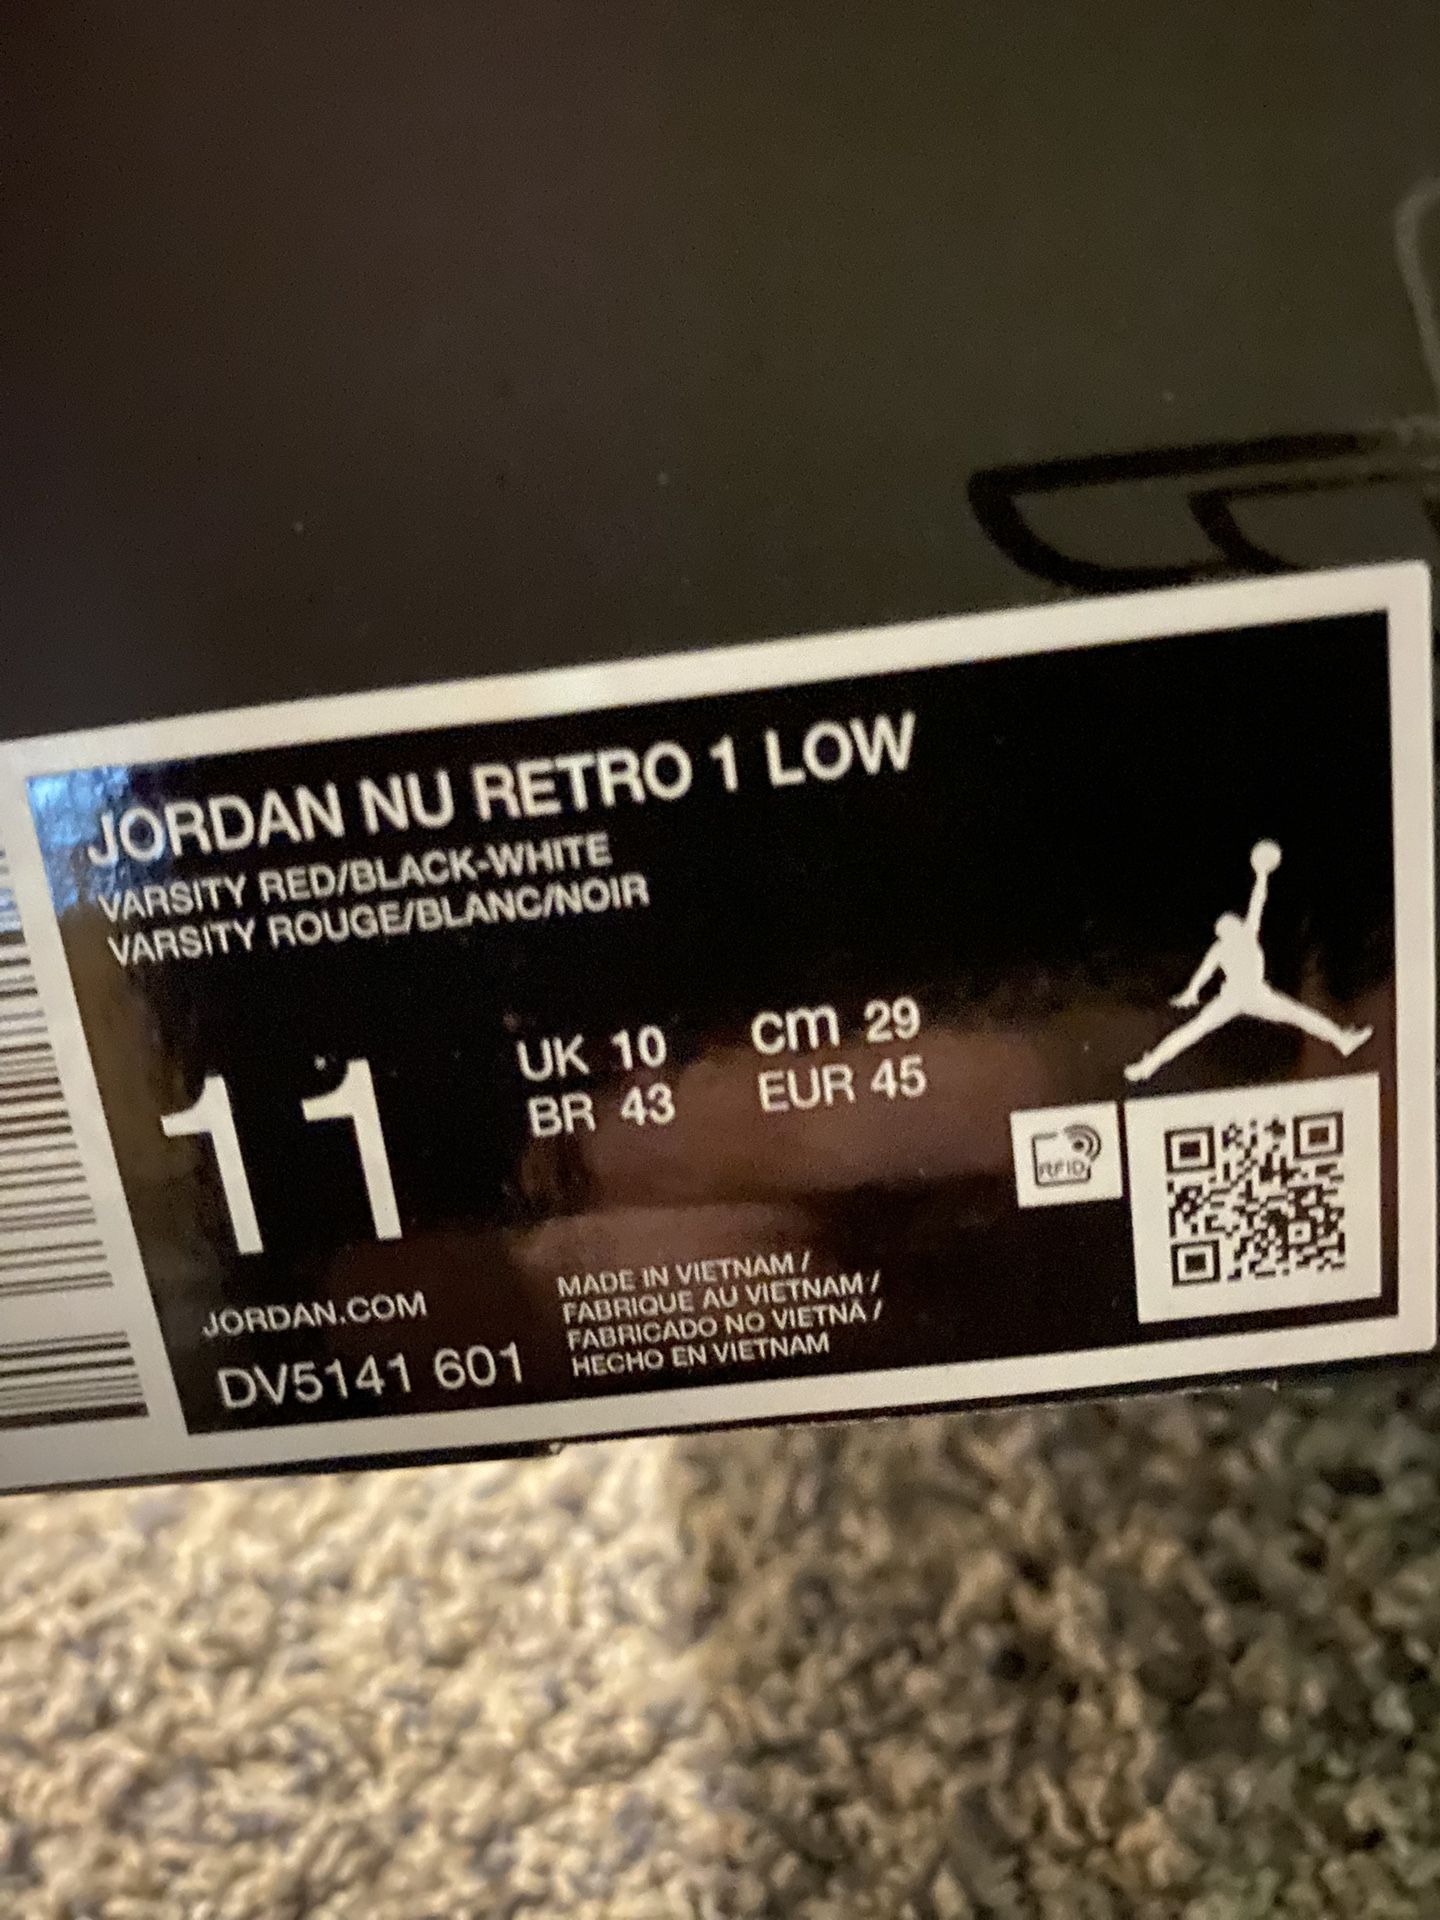 JORDAN NU RETRO 1 LOW
VARSITY RED/BLACK-WHITE
VARSITY ROUGE/BLANC/NOIR
11
UK 10
cm 29
BR 43
EUR 45
RFID
JORDAN.COM
DV5141 601
MADE IN VIETNAM /
FABRIQUE AU VIETNAM /
FABRICADO NO VIETNÃ /
HECHO EN VIETNAM